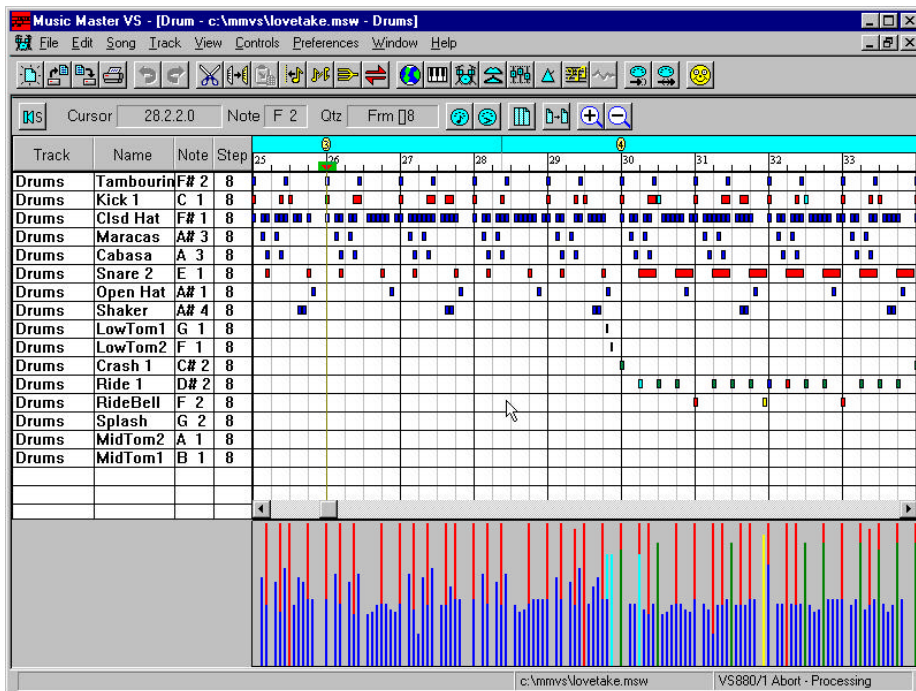 Music Master VS - [Drum - c:\mmvs\lovetake.msw - Drums]
File Edit Song Track View Controls Preferences Window Help
Cursor 28.2.2.0 Note F 2 Qtz Frm []8
3 4
Track Name Note Step 25 26 27 28 29 30 31 32 33
Drums Tambourin F# 2 8
Drums Kick 1 C 1 8
Drums Clsd Hat F# 1 8
Drums Maracas A# 3 8
Drums Cabasa A 3 8
Drums Snare 2 E 1 8
Drums Open Hat A# 1 8
Drums Shaker A# 4 8
Drums LowTom1 G 1 8
Drums LowTom2 F 1 8
Drums Crash 1 C# 2 8
Drums Ride 1 D# 2 8
Drums RideBell F 2 8
Drums Splash G 2 8
Drums MidTom2 A 1 8
Drums MidTom1 B 1 8
c:\mmvs\lovetake.msw VS880/1 Abort - Processing